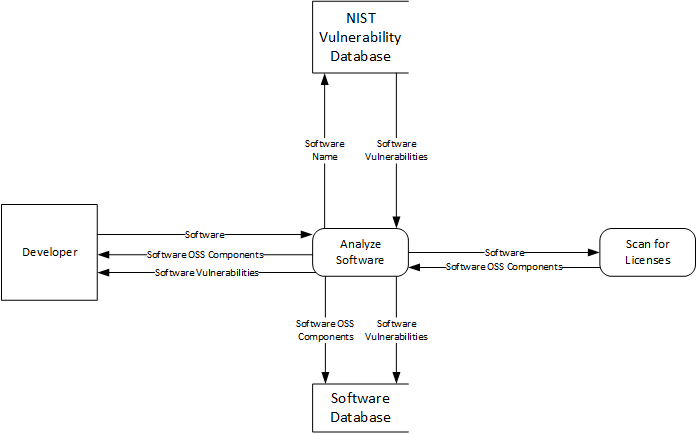 NIST
Vulnerability
Database
Software
Name
Software
Vulnerabilities
Developer
Software
Software OSS Components
Software Vulnerabilities
Analyze
Software
Software
Software OSS Components
Scan for
Licenses
Software OSS
Components
Software
Vulnerabilities
Software
Database